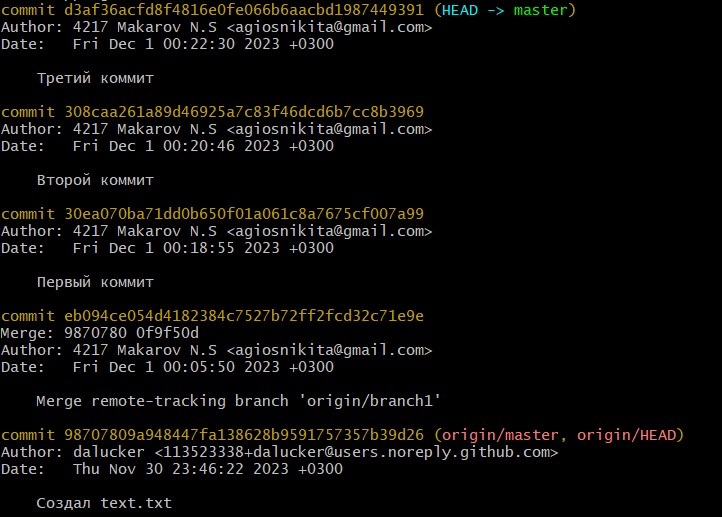 commit d3af36acfd8f4816e0fe066b6aacbd1987449391 (HEAD -> master)
Author: 4217 Makarov N.S <agiosnikita@gmail.com>
Date:   Fri Dec 1 00:22:30 2023 +0300
Третий коммит
commit 308caa261a89d46925a7c83f46dcd6b7cc8b3969
Author: 4217 Makarov N.S <agiosnikita@gmail.com>
Date:   Fri Dec 1 00:20:46 2023 +0300
Второй коммит
commit 30ea070ba71dd0b650f01a061c8a7675cf007a99
Author: 4217 Makarov N.S <agiosnikita@gmail.com>
Date:   Fri Dec 1 00:18:55 2023 +0300
Первый коммит
commit eb094ce054d4182384c7527b72ff2fcd32c71e9e
Merge: 9870780 0f9f50d
Author: 4217 Makarov N.S <agiosnikita@gmail.com>
Date:   Fri Dec 1 00:05:50 2023 +0300
Merge remote-tracking branch 'origin/branch1'
commit 98707809a948447fa138628b9591757357b39d26 (origin/master, origin/HEAD)
Author: dalucker <113523338+dalucker@users.noreply.github.com>
Date:   Thu Nov 30 23:46:22 2023 +0300
Создал text.txt